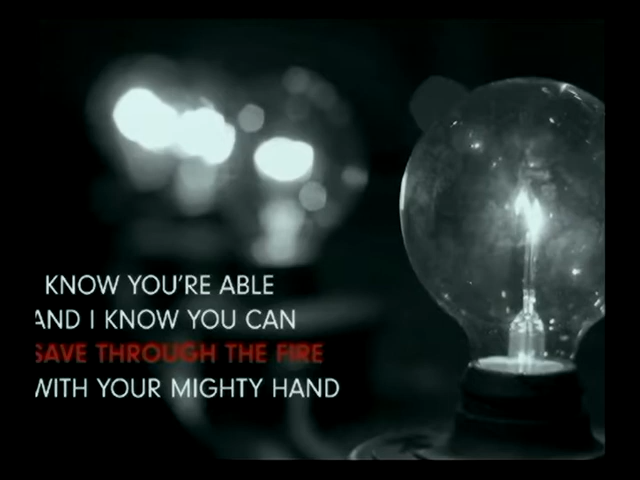 KNOW YOU'RE ABLE
AND I KNOW YOU CAN
SAVE THROUGH THE FIRE
WITH YOUR MIGHTY HAND